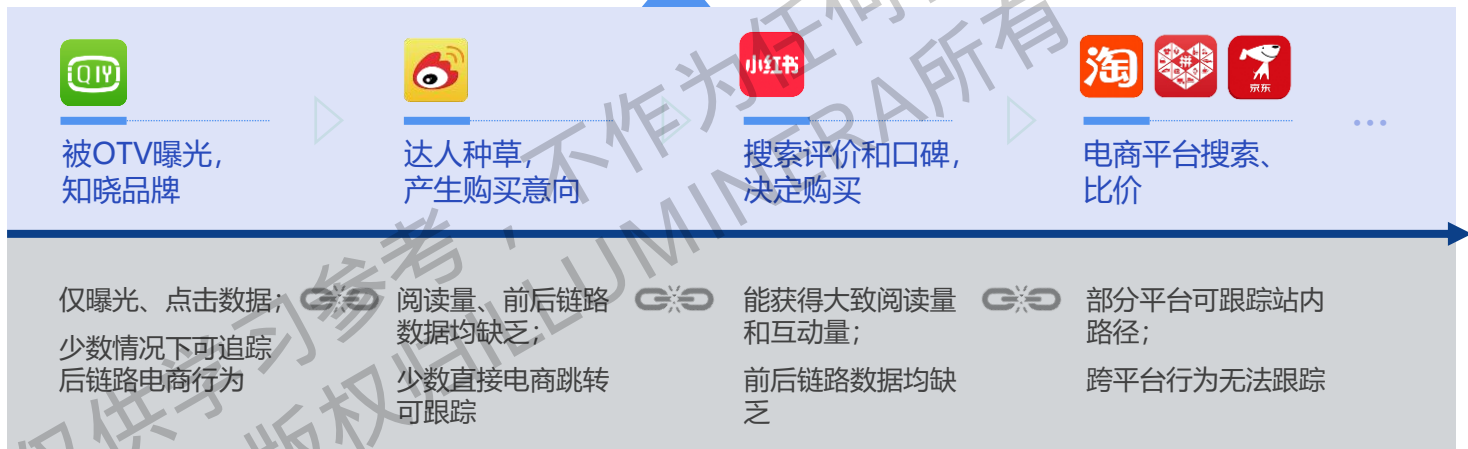 QIY
小红书
淘
拼
京东
被OTV曝光，
知晓品牌
达人种草，
产生购买意向
搜索评价和口碑，
决定购买
电商平台搜索、
比价
仅曝光、点击数据；
少数情况下可追踪
后链路电商行为
阅读量、前后链路
数据均缺乏；
少数直接电商跳转
可跟踪
能获得大致阅读量
和互动量；
前后链路数据均缺
乏
部分平台可跟踪站内
路径；
跨平台行为无法跟踪
仅供学习参考，不作为任何
版权归ILLUMINERA所有